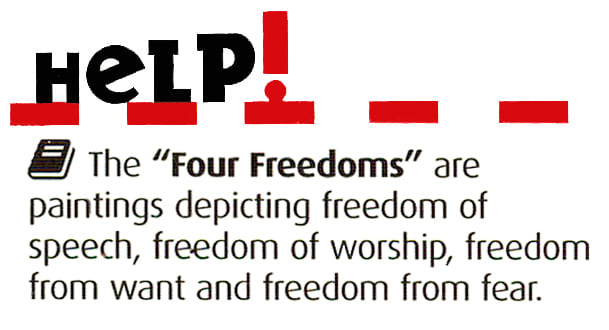 HeLP!
The “Four Freedoms” are
paintings depicting freedom of
speech, freedom of worship, freedom
from want and freedom from fear.